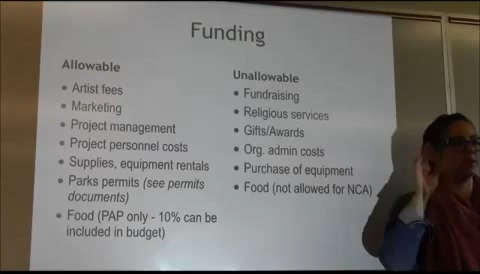 Funding
Allowable
• Artist fees
• Marketing
• Project management
• Project personnel costs
• Supplies, equipment rentals
• Parks permits (see permits
documents)
• Food (PAP only - 10% can be
included in budget)
Unallowable
• Fundraising
• Religious services
• Gifts/Awards
• Org. admin costs
• Purchase of equipment
• Food (not allowed for NCA)